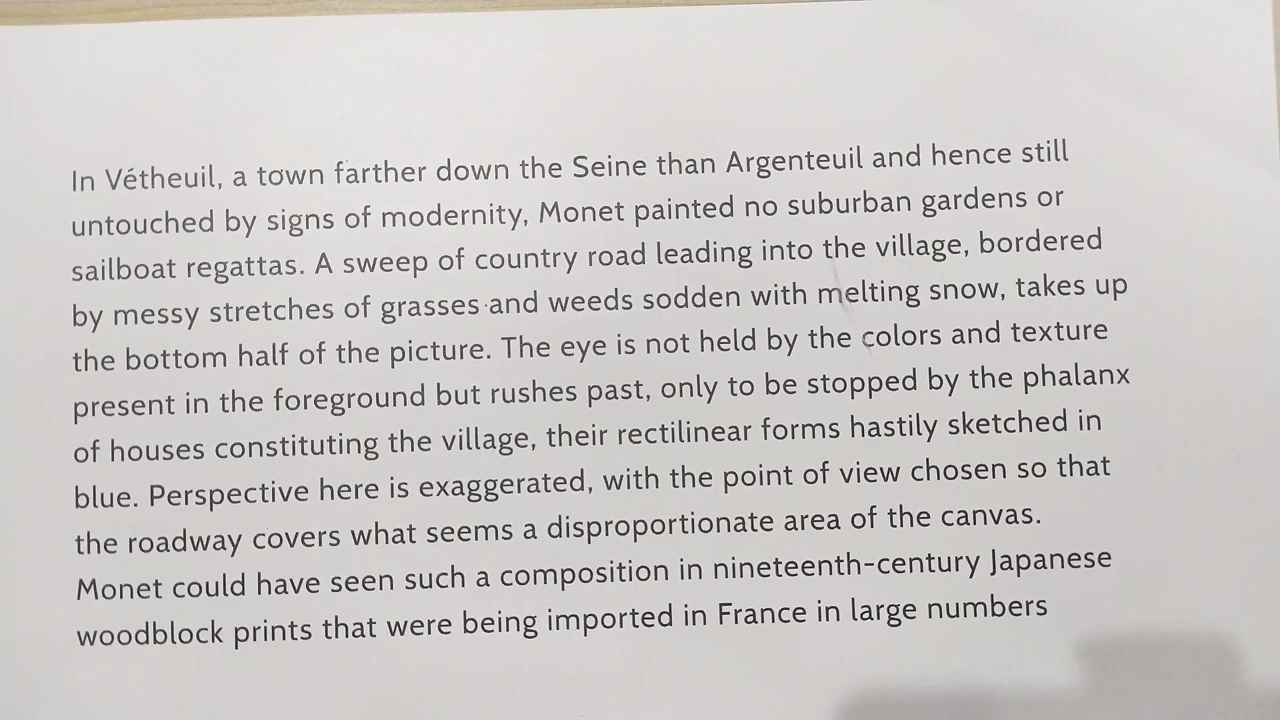 In Vétheuil, a town farther down the Seine than Argenteuil and hence still
untouched by signs of modernity, Monet painted no suburban gardens or
sailboat regattas. A sweep of country road leading into the village, bordered
by messy stretches of grasses and weeds sodden with melting snow, takes up
the bottom half of the picture. The eye is not held by the colors and texture
present in the foreground but rushes past, only to be stopped by the phalanx
of houses constituting the village, their rectilinear forms hastily sketched in
blue. Perspective here is exaggerated, with the point of view chosen so that
the roadway covers what seems a disproportionate area of the canvas.
Monet could have seen such a composition in nineteenth-century Japanese
woodblock prints that were being imported in France in large numbers